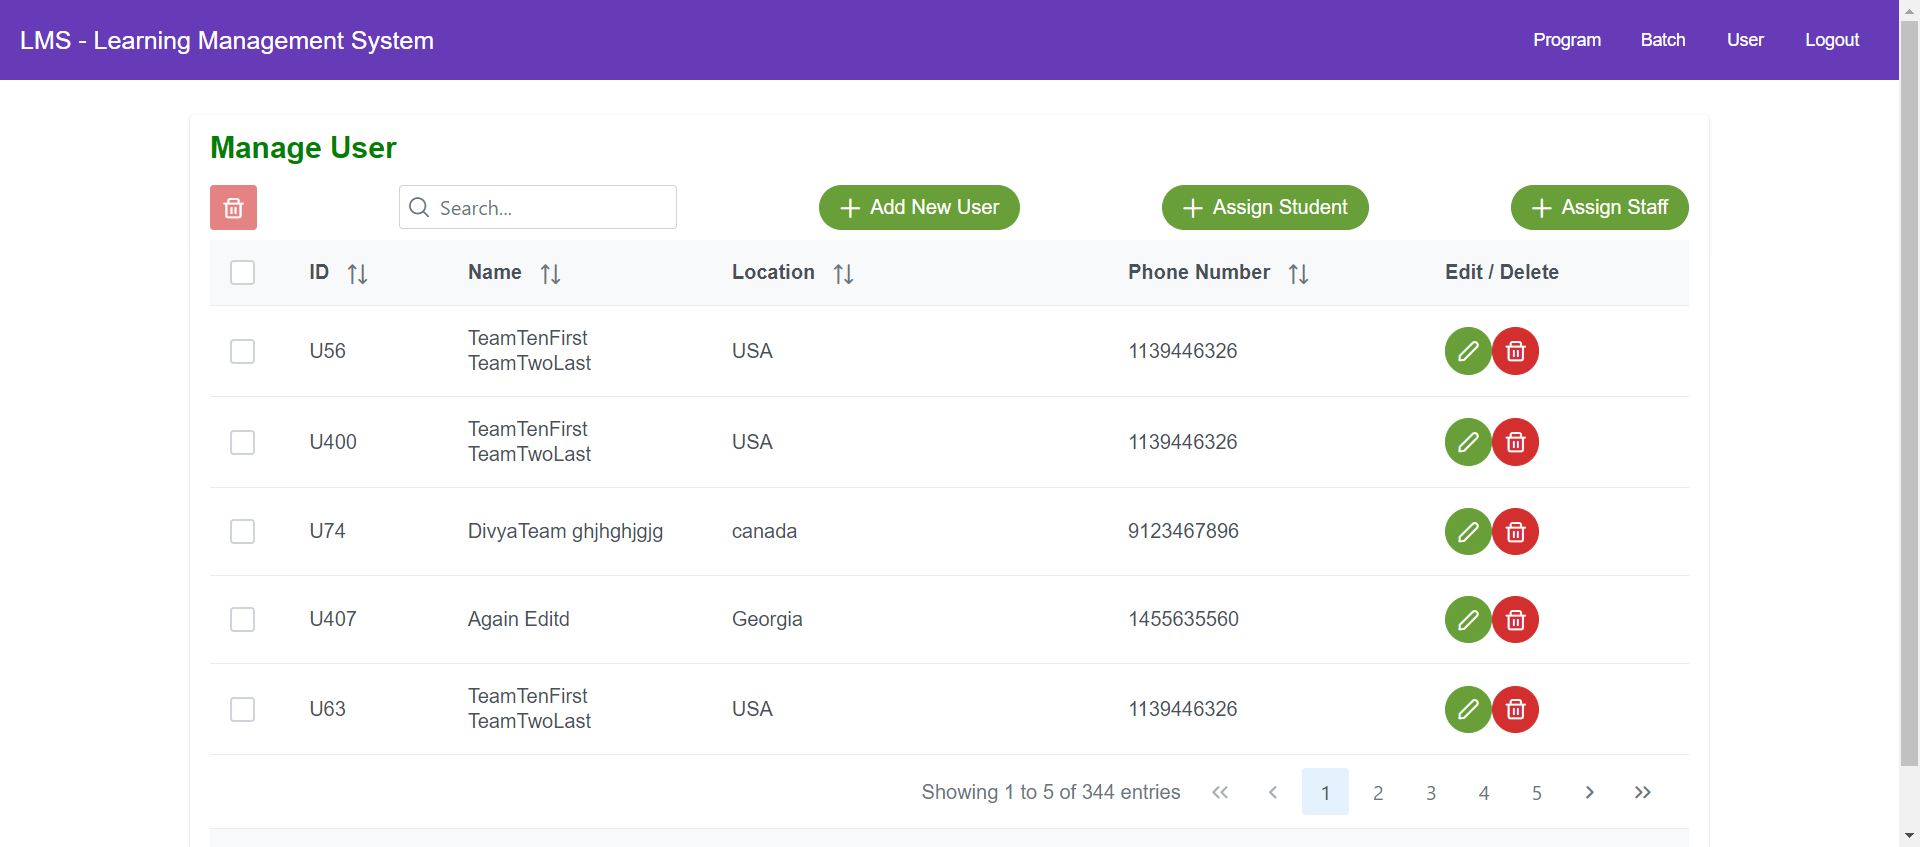 LMS - Learning Management System
Program Batch User Logout
Manage User
Search... Add New User Assign Student Assign Staff
ID Name Location Phone Number Edit / Delete
U56 TeamTenFirst TeamTwoLast USA 1139446326
U400 TeamTenFirst TeamTwoLast USA 1139446326
U74 DivyaTeam ghjhghjgjg canada 9123467896
U407 Again Editd Georgia 1455635560
U63 TeamTenFirst TeamTwoLast USA 1139446326
Showing 1 to 5 of 344 entries 1 2 3 4 5